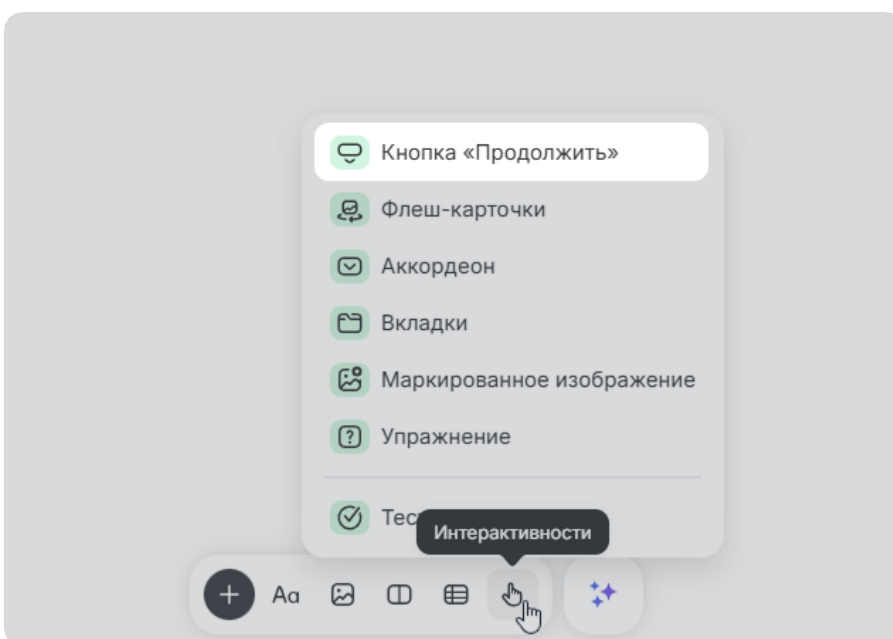 Кнопка «Продолжить»
Флеш-карточки
Аккордеон
Вкладки
Маркированное изображение
Упражнение
Интерактивности
Aa